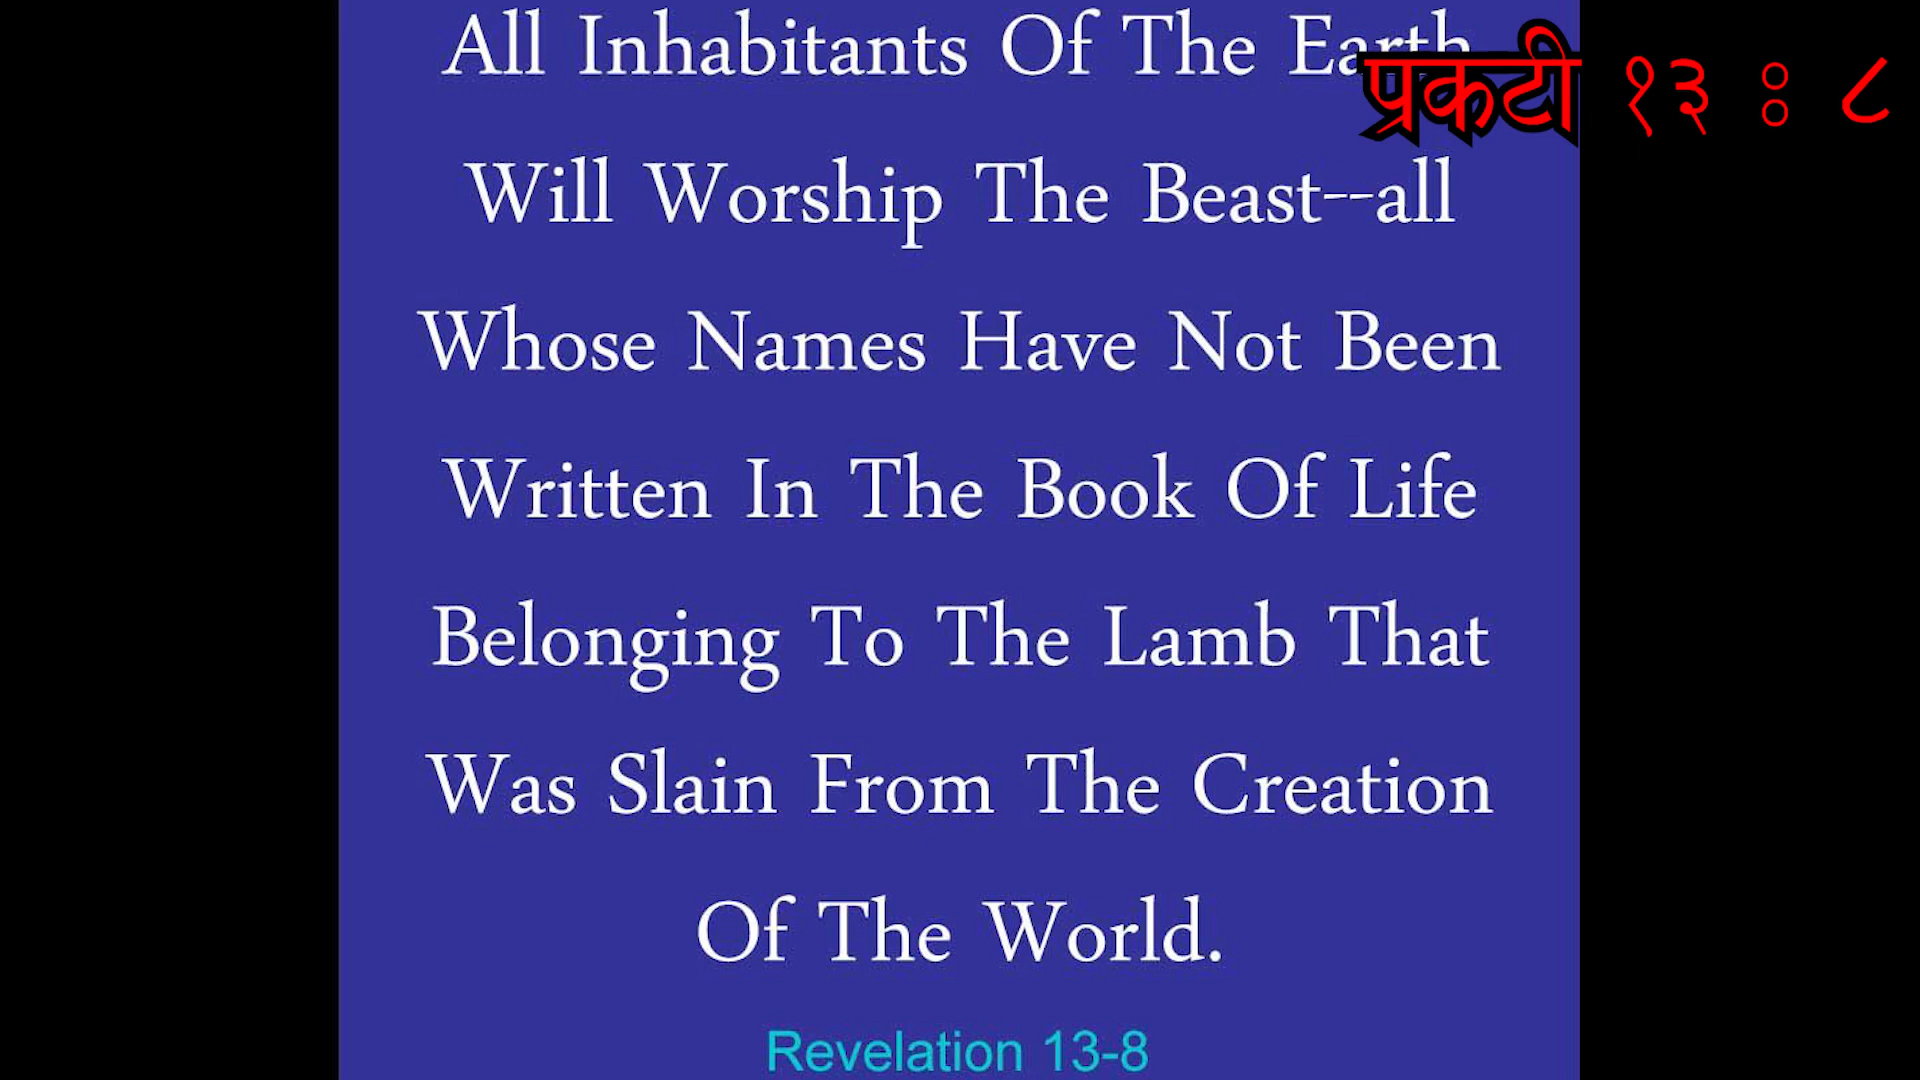 All Inhabitants Of The Earth
प्रकटी १३ : ८
Will Worship The Beast--all
Whose Names Have Not Been
Written In The Book Of Life
Belonging To The Lamb That
Was Slain From The Creation
Of The World.
Revelation 13-8